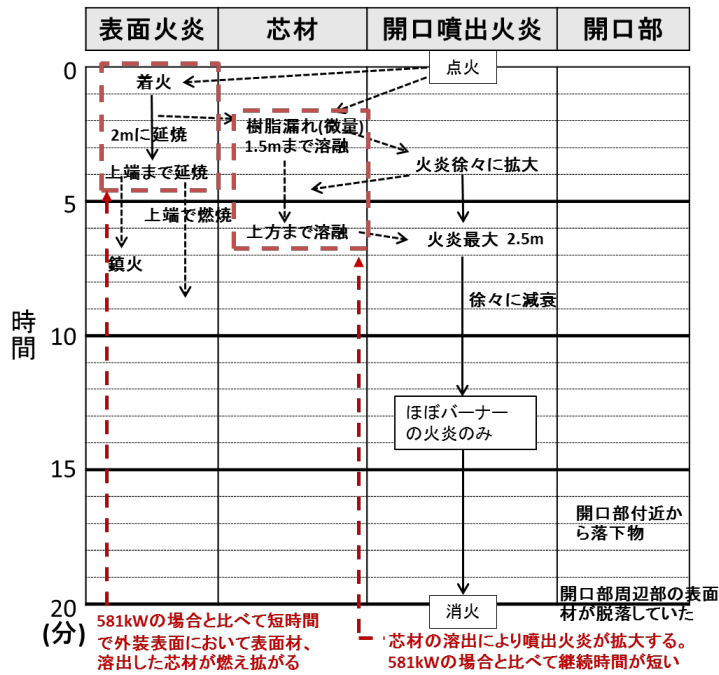 表面火炎 芯材 開口噴出火炎 開口部
0
点火
着火
樹脂漏れ(微量)
2mに延焼
1.5mまで溶融
上端まで延焼
火炎徐々に拡大
5
上端で燃焼
上方まで溶融
火炎最大 2.5m
鎮火
徐々に減衰
時間
10
ほぼバーナー
の火炎のみ
15
開口部付近か
ら落下物
開口部周辺部の表面
材が脱落していた
20
(分)
消火
581kWの場合と比べて短時間
で外装表面において表面材、
溶出した芯材が燃え拡がる
芯材の溶出により噴出火炎が拡大する。
581kWの場合と比べて継続時間が短い